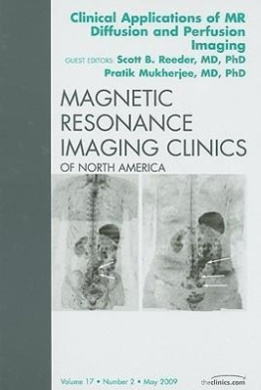 Clinical Applications of MR
Diffusion and Perfusion
Imaging
GUEST EDITORS: Scott B. Reeder, MD, PhD
Pratik Mukherjee, MD, PhD
MAGNETIC
RESONANCE
IMAGING CLINICS
OF NORTH AMERICA
Volume 17 • Number 2 • May 2009
theclinics.com